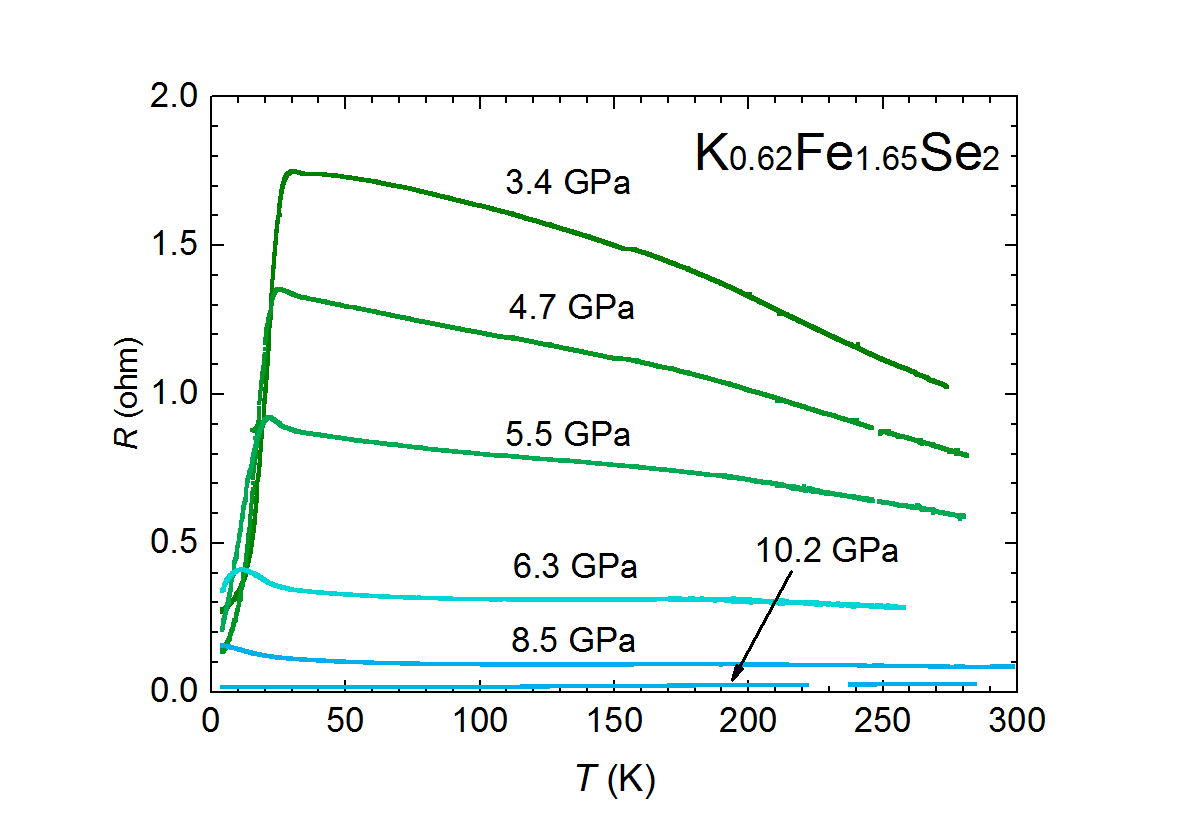 2.0
K0.62Fe1.65Se2
3.4 GPa
1.5
4.7 GPa
R (ohm)
1.0
5.5 GPa
0.5
10.2 GPa
6.3 GPa
8.5 GPa
0.0
0 50 100 150 200 250 300
T (K)